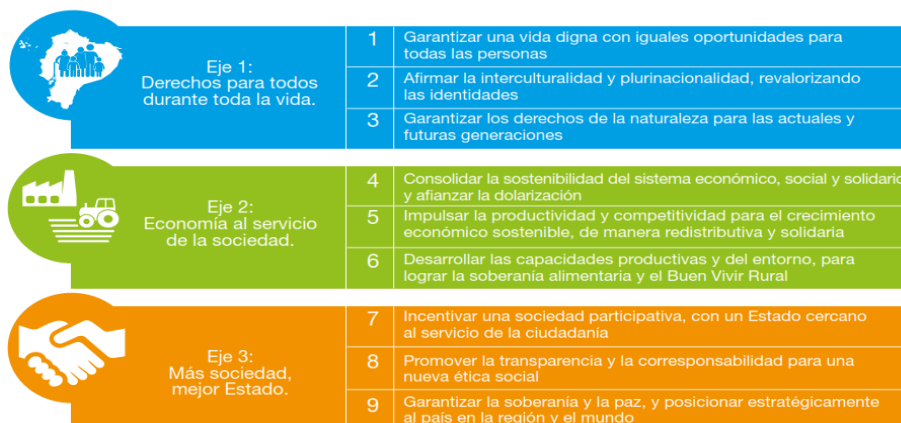 Eje 1:
Derechos para todos
durante toda la vida.
1
Garantizar una vida digna con iguales oportunidades para
todas las personas
2
Afirmar la interculturalidad y plurinacionalidad, revalorizando
las identidades
3
Garantizar los derechos de la naturaleza para las actuales y
futuras generaciones
Eje 2:
Economía al servicio
de la sociedad.
4
Consolidar la sostenibilidad del sistema económico, social y solidario
y afianzar la dolarización
5
Impulsar la productividad y competitividad para el crecimiento
económico sostenible, de manera redistributiva y solidaria
6
Desarrollar las capacidades productivas y del entorno, para
lograr la soberanía alimentaria y el Buen Vivir Rural
Eje 3:
Más sociedad,
mejor Estado.
7
Incentivar una sociedad participativa, con un Estado cercano
al servicio de la ciudadanía
8
Promover la transparencia y la corresponsabilidad para una
nueva ética social
9
Garantizar la soberanía y la paz, y posicionar estratégicamente
al país en la región y el mundo